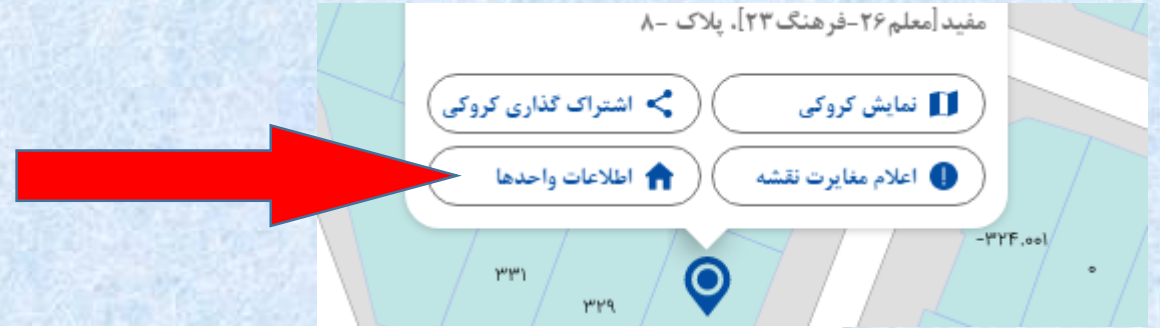 مفید [معلم۲۶-فرهنگ۲۳]، پلاک -۸
نمایش کروکی
اشتراک گذاری کروکی
اعلام مغایرت نقشه
اطلاعات واحدها
-۳۲۴,۰۰۱
۰
۳۳۱
۳۲۹